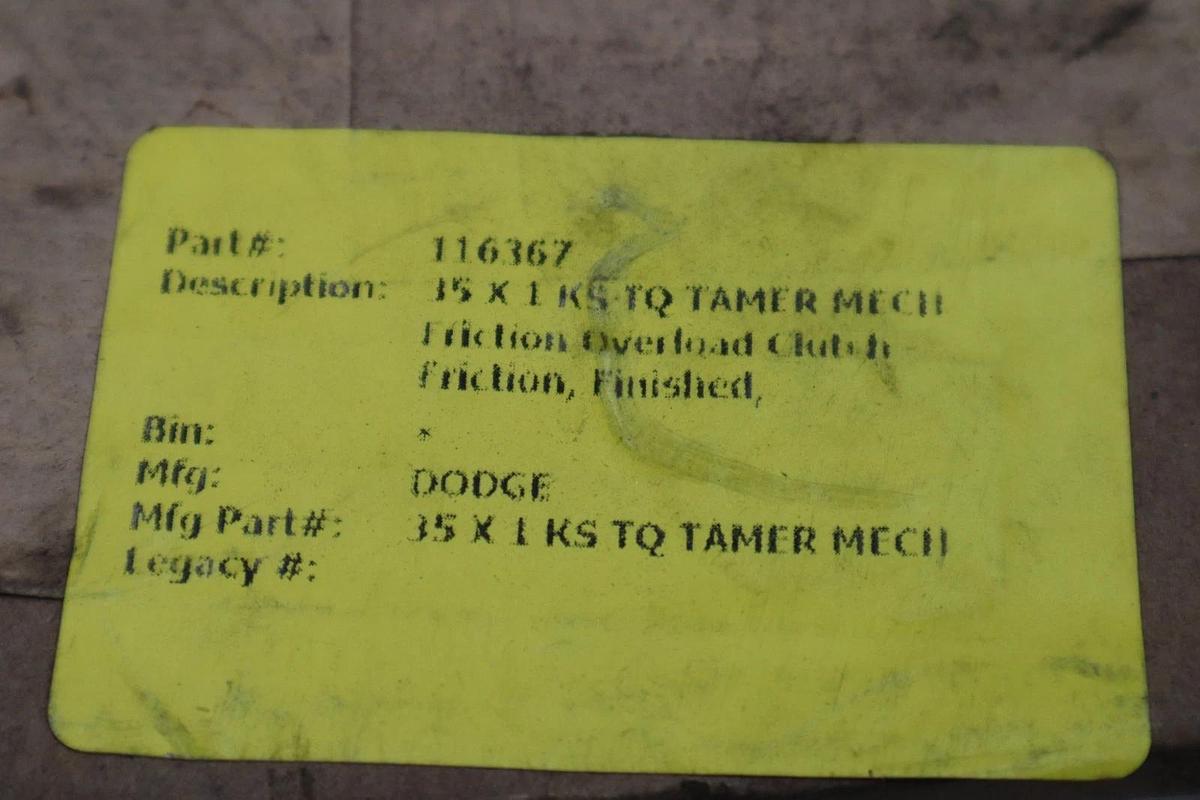 Part#: 116367
Description: 35 X 1 KS TQ TAMER MECH
Friction Overload Clutch
Friction, Finished,
Bin: *
Mfg: DODGE
Mfg Part#: 35 X 1 KS TQ TAMER MECH
Legacy #: